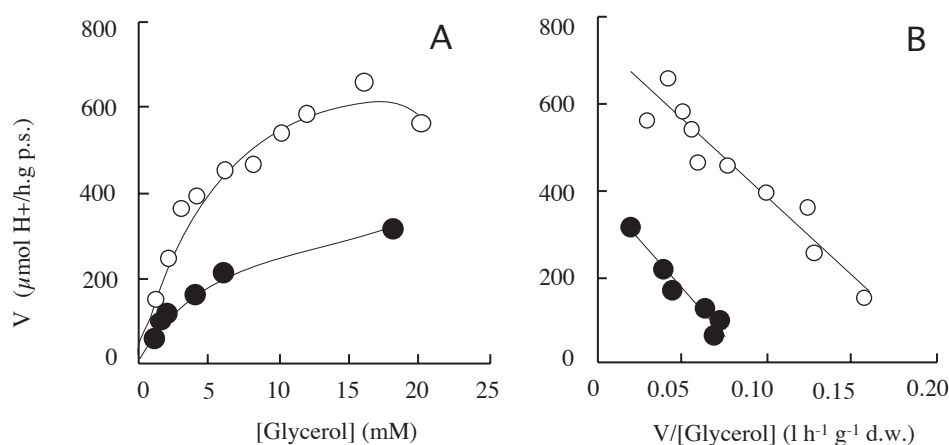 A
800
600
400
200
0
V (µmol H+/h.g p.s.)
0 5 10 15 20 25
[Glycerol] (mM)
B
800
600
400
200
0
0 0.05 0.10 0.15 0.20
V/[Glycerol] (l h-1 g-1 d.w.)